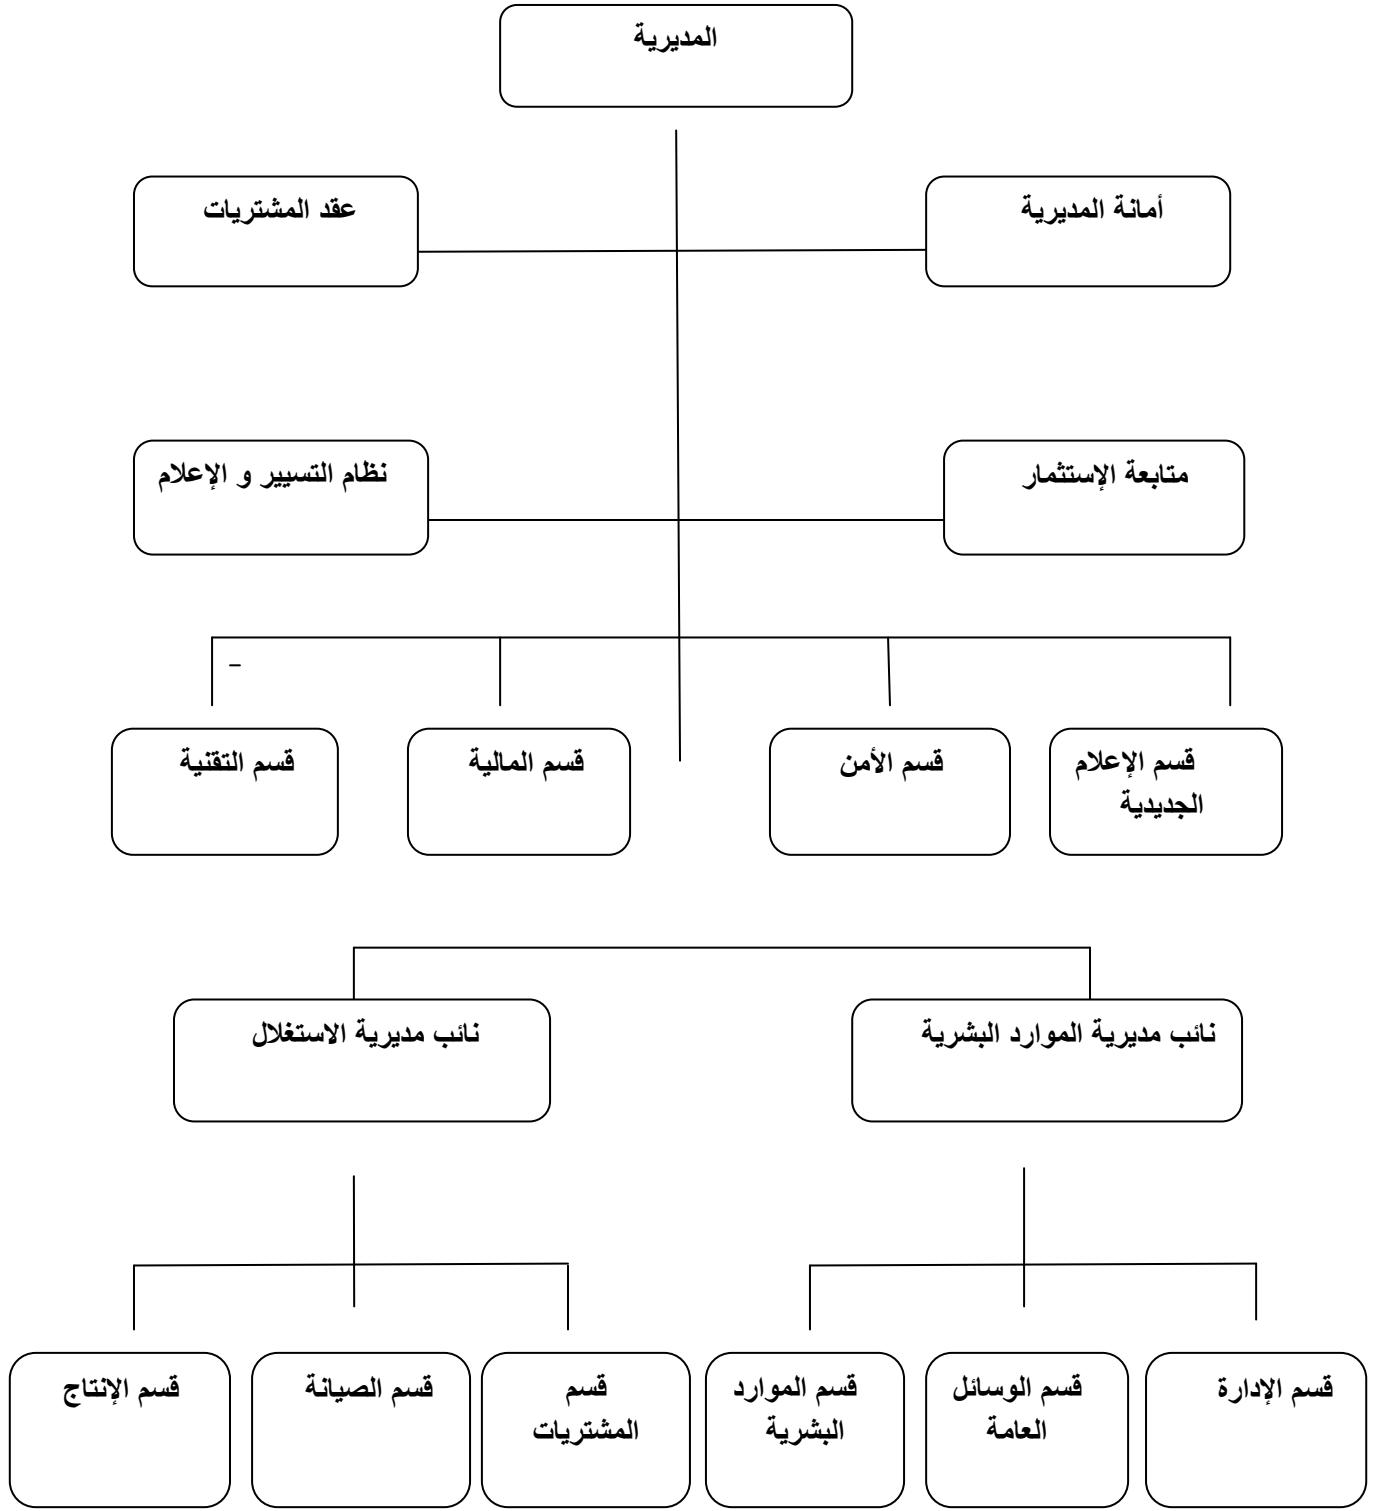 المديرية
أمانة المديرية
عقد المشتريات
متابعة الإستثمار
نظام التسيير و الإعلام
–
قسم الإعلام
الجديدية
قسم الأمن
قسم المالية
قسم التقنية
نائب مديرية الموارد البشرية
نائب مديرية الاستغلال
قسم الإدارة
قسم الوسائل
العامة
قسم الموارد
البشرية
قسم
المشتريات
قسم الصيانة
قسم الإنتاج